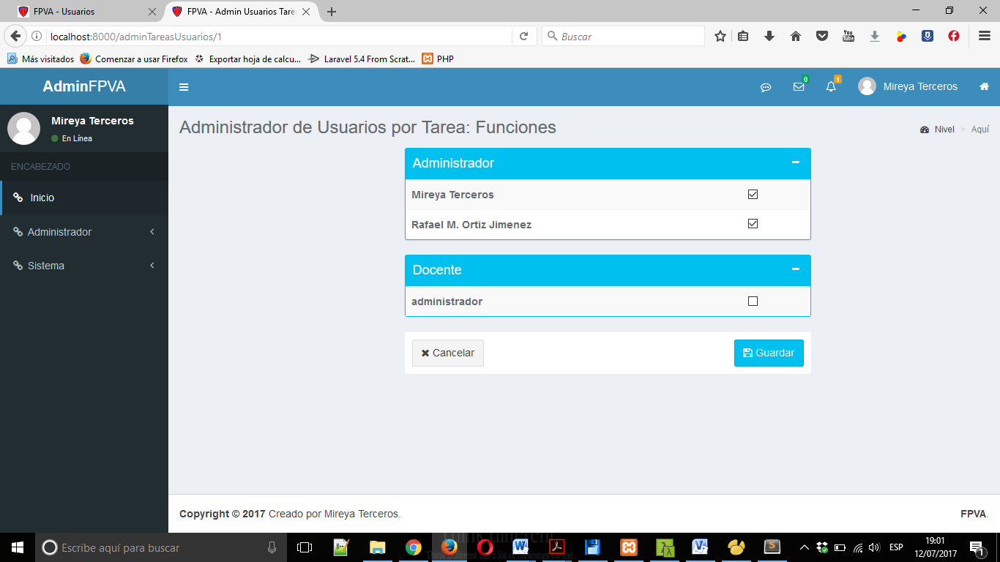 FPVA - Usuarios
FPVA - Admin Usuarios Tare
localhost:8000/adminTareasUsuarios/1
Buscar
You Tube
Más visitados
Comenzar a usar Firefox
Exportar hoja de calcu...
Laravel 5.4 From Scrat...
PHP
AdminFPVA
0
1
Mireya Terceros
Mireya Terceros
En Línea
ENCABEZADO
Inicio
Administrador
Sistema
Administrador de Usuarios por Tarea: Funciones
Nivel > Aquí
Administrador
Mireya Terceros
Rafael M. Ortiz Jimenez
Docente
administrador
Cancelar
Guardar
Copyright © 2017 Creado por Mireya Terceros.
FPVA.
Escribe aquí para buscar
ESP
19:01
12/07/2017
1